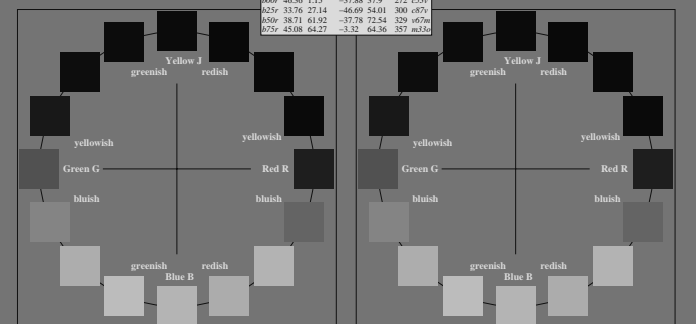 b25r 33.76 27.14 −46.69 54.01 300 c87v
b50r 38.71 61.92 −37.78 72.54 329 v67m
b75r 45.08 64.27 −3.32 64.36 357 m33o
Yellow J
greenish redish
yellowish yellowish
Green G Red R
bluish bluish
greenish redish
Blue B
Yellow J
greenish redish
yellowish yellowish
Green G Red R
bluish bluish
greenish redish
Blue B